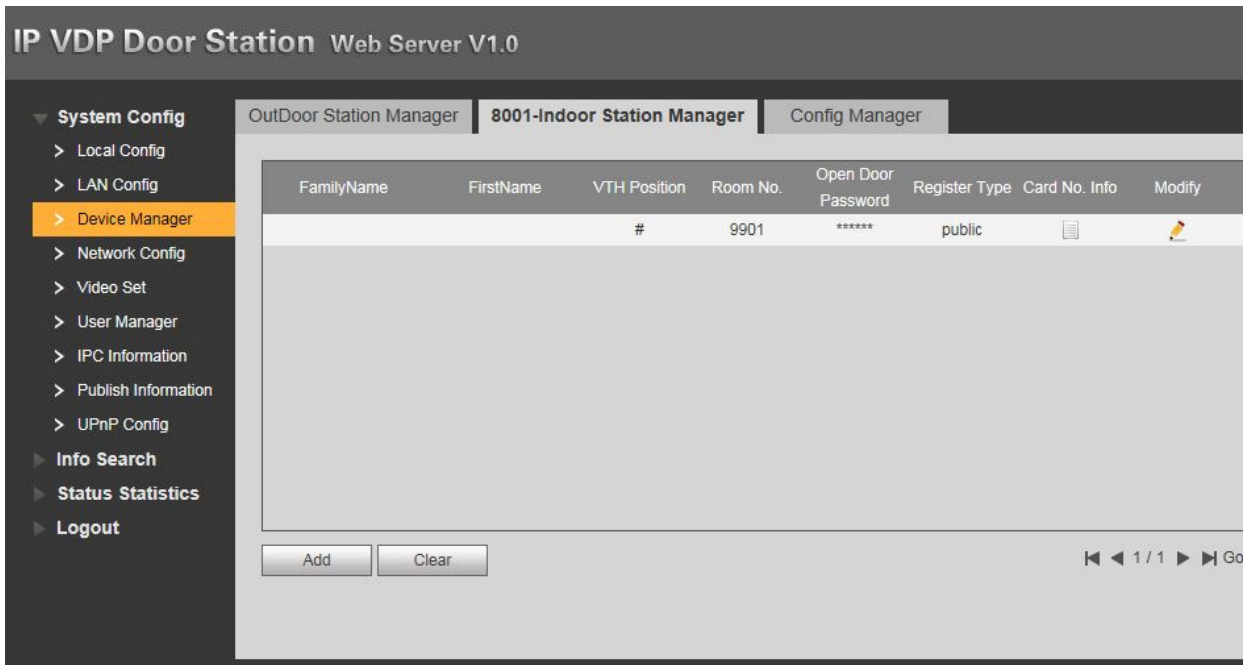 IP VDP Door Station Web Server V1.0
System Config
Local Config
LAN Config
Device Manager
Network Config
Video Set
User Manager
IPC Information
Publish Information
UPnP Config
Info Search
Status Statistics
Logout
OutDoor Station Manager 8001-Indoor Station Manager Config Manager
FamilyName FirstName VTH Position Room No. Open Door Password Register Type Card No. Info Modify
# 9901 ****** public
Add Clear
1 / 1 Go